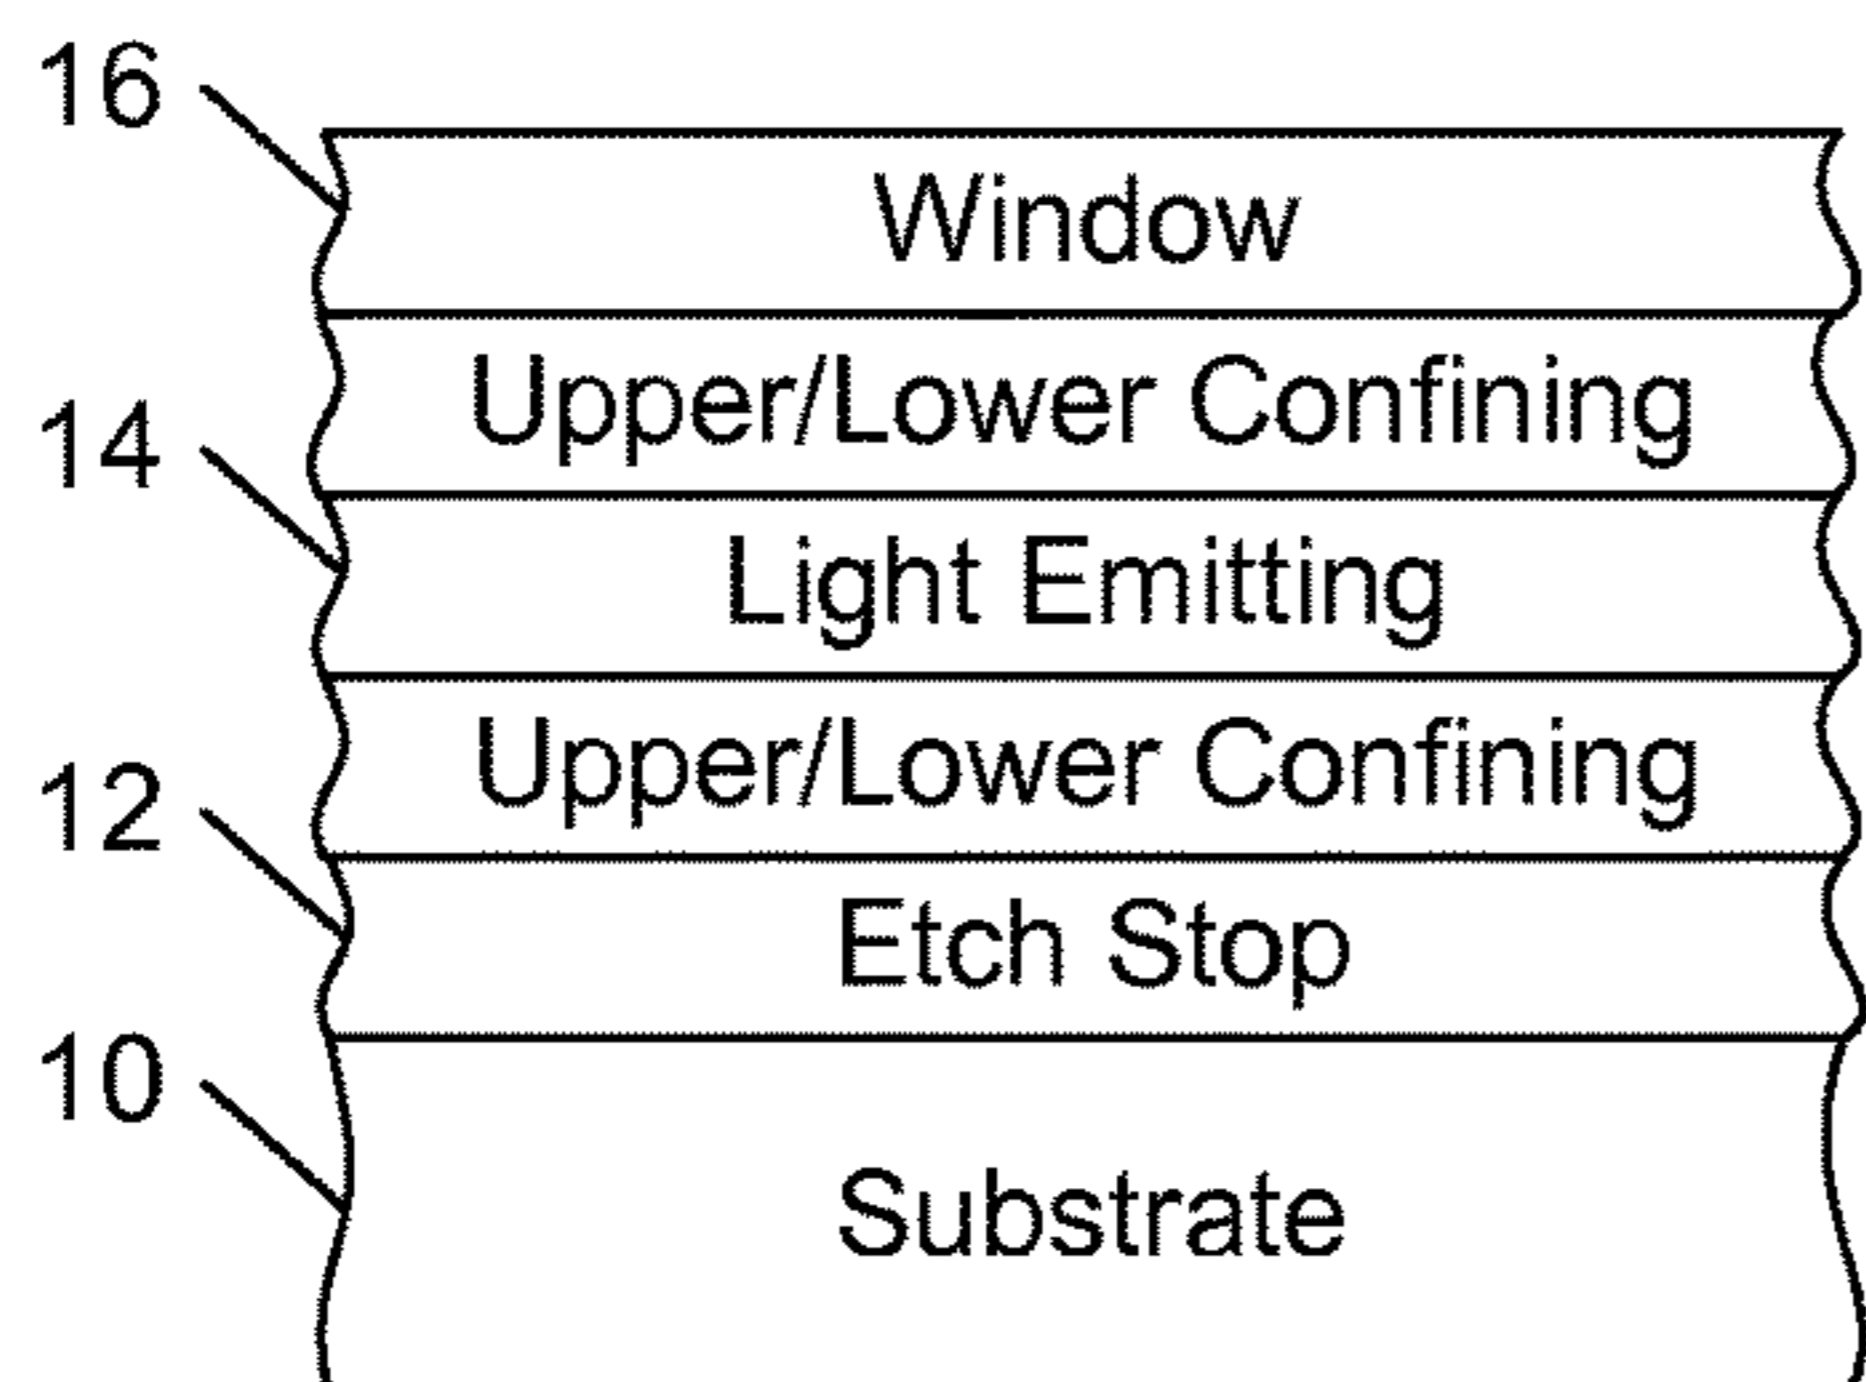 16
Window
Upper/Lower Confining
14
Light Emitting
Upper/Lower Confining
12
Etch Stop
10
Substrate